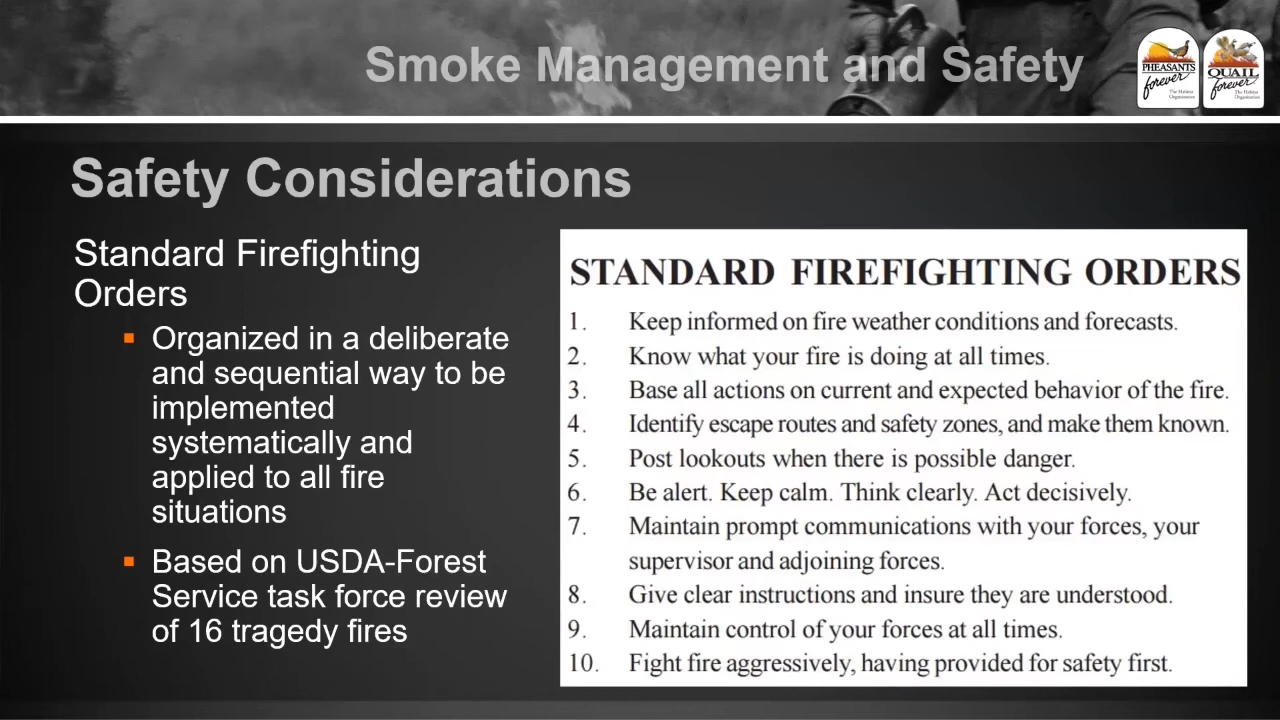 Smoke Management and Safety
PHEASANTS
forever
The Habitat
Organization
QUAIL
forever
The Habitat
Organization
Safety Considerations
Standard Firefighting
Orders
Organized in a deliberate
and sequential way to be
implemented
systematically and
applied to all fire
situations
Based on USDA-Forest
Service task force review
of 16 tragedy fires
STANDARD FIREFIGHTING ORDERS
1. Keep informed on fire weather conditions and forecasts.
2. Know what your fire is doing at all times.
3. Base all actions on current and expected behavior of the fire.
4. Identify escape routes and safety zones, and make them known.
5. Post lookouts when there is possible danger.
6. Be alert. Keep calm. Think clearly. Act decisively.
7. Maintain prompt communications with your forces, your
supervisor and adjoining forces.
8. Give clear instructions and insure they are understood.
9. Maintain control of your forces at all times.
10. Fight fire aggressively, having provided for safety first.